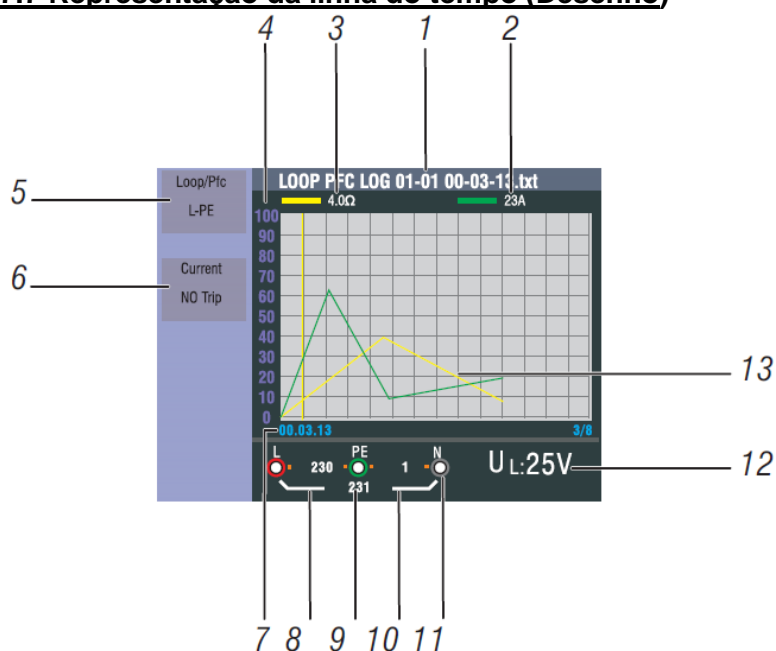 Representação da linha de tempo (Desenho)
4 3 1 2
5
6
13
12
7 8 9 10 11
Loop/Pfc
L-PE
Current
NO Trip
LOOP PFC LOG 01-01 00-03-13.txt
4.0Ω 23A
100
90
80
70
60
50
40
30
20
10
0
00.03.13 3/8
L PE N
230 1
231
UL:25V